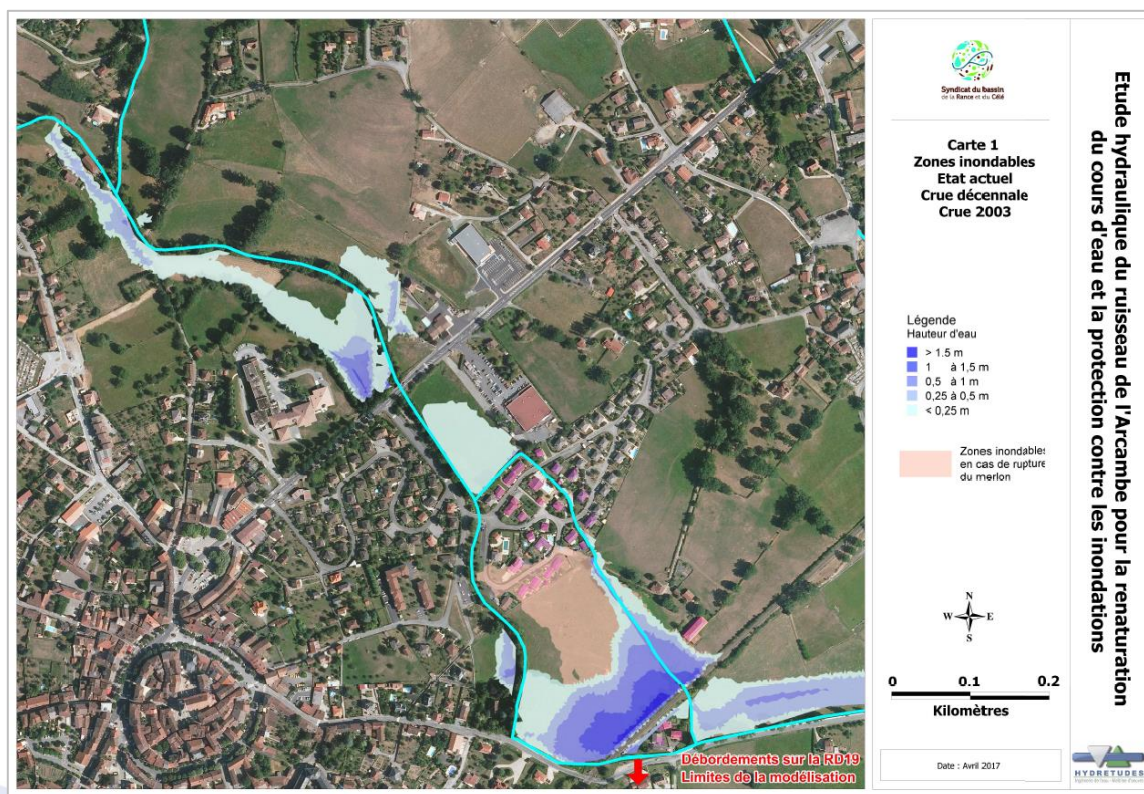 Syndicat du bassin
de la Rance et du Célé
Carte 1
Zones inondables
Etat actuel
Crue décennale
Crue 2003
Légende
Hauteur d'eau
> 1.5 m
1 à 1,5 m
0,5 à 1 m
0,25 à 0,5 m
< 0,25 m
Zones inondables
en cas de rupture
du merlon
N
W E
S
0 0.1 0.2
Kilomètres
Date : Avril 2017
Etude hydraulique du ruisseau de l'Arcambe pour la renaturation
du cours d'eau et la protection contre les inondations
HYDRETUDES
Débordements sur la RD19
Limites de la modélisation